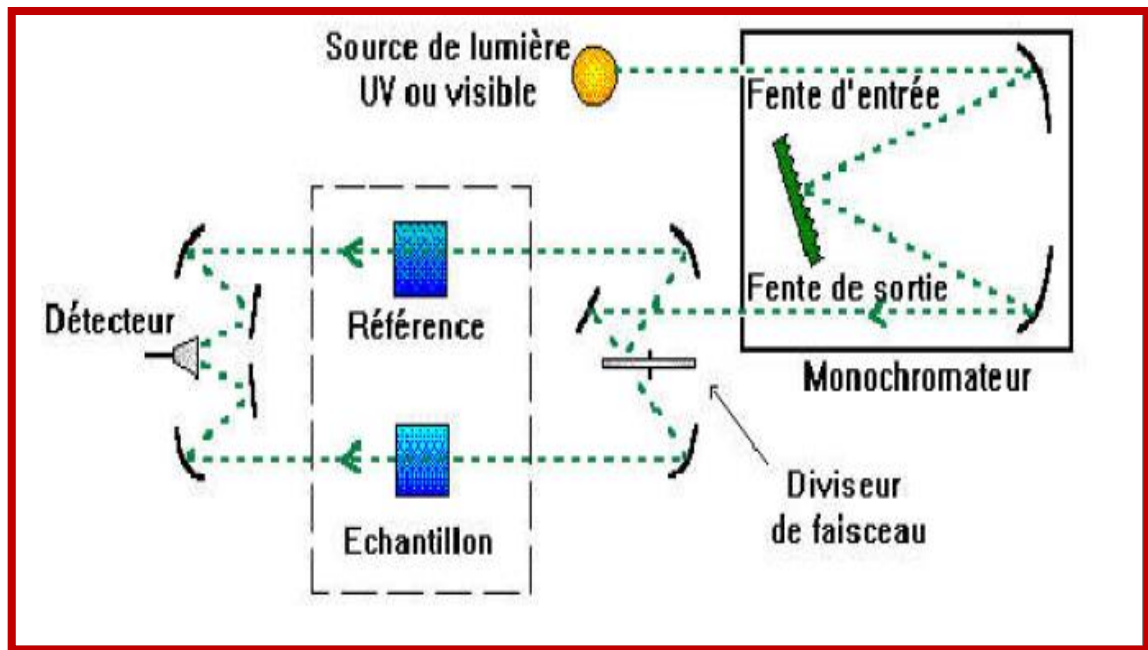 Source de lumière
UV ou visible
Fente d'entrée
Fente de sortie
Monochromateur
Détecteur
Référence
Echantillon
Diviseur
de faisceau